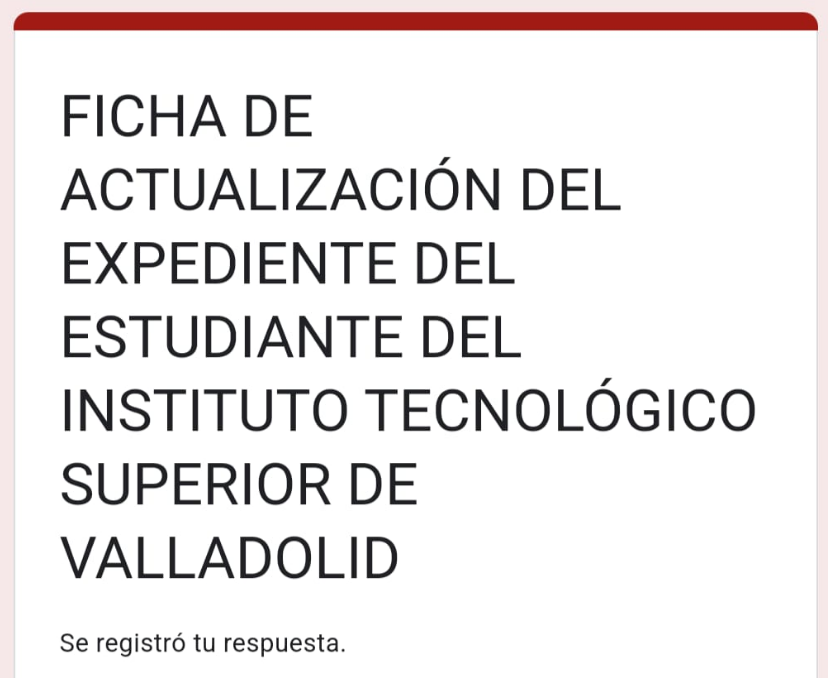 FICHA DE
ACTUALIZACIÓN DEL
EXPEDIENTE DEL
ESTUDIANTE DEL
INSTITUTO TECNOLÓGICO
SUPERIOR DE
VALLADOLID
Se registró tu respuesta.